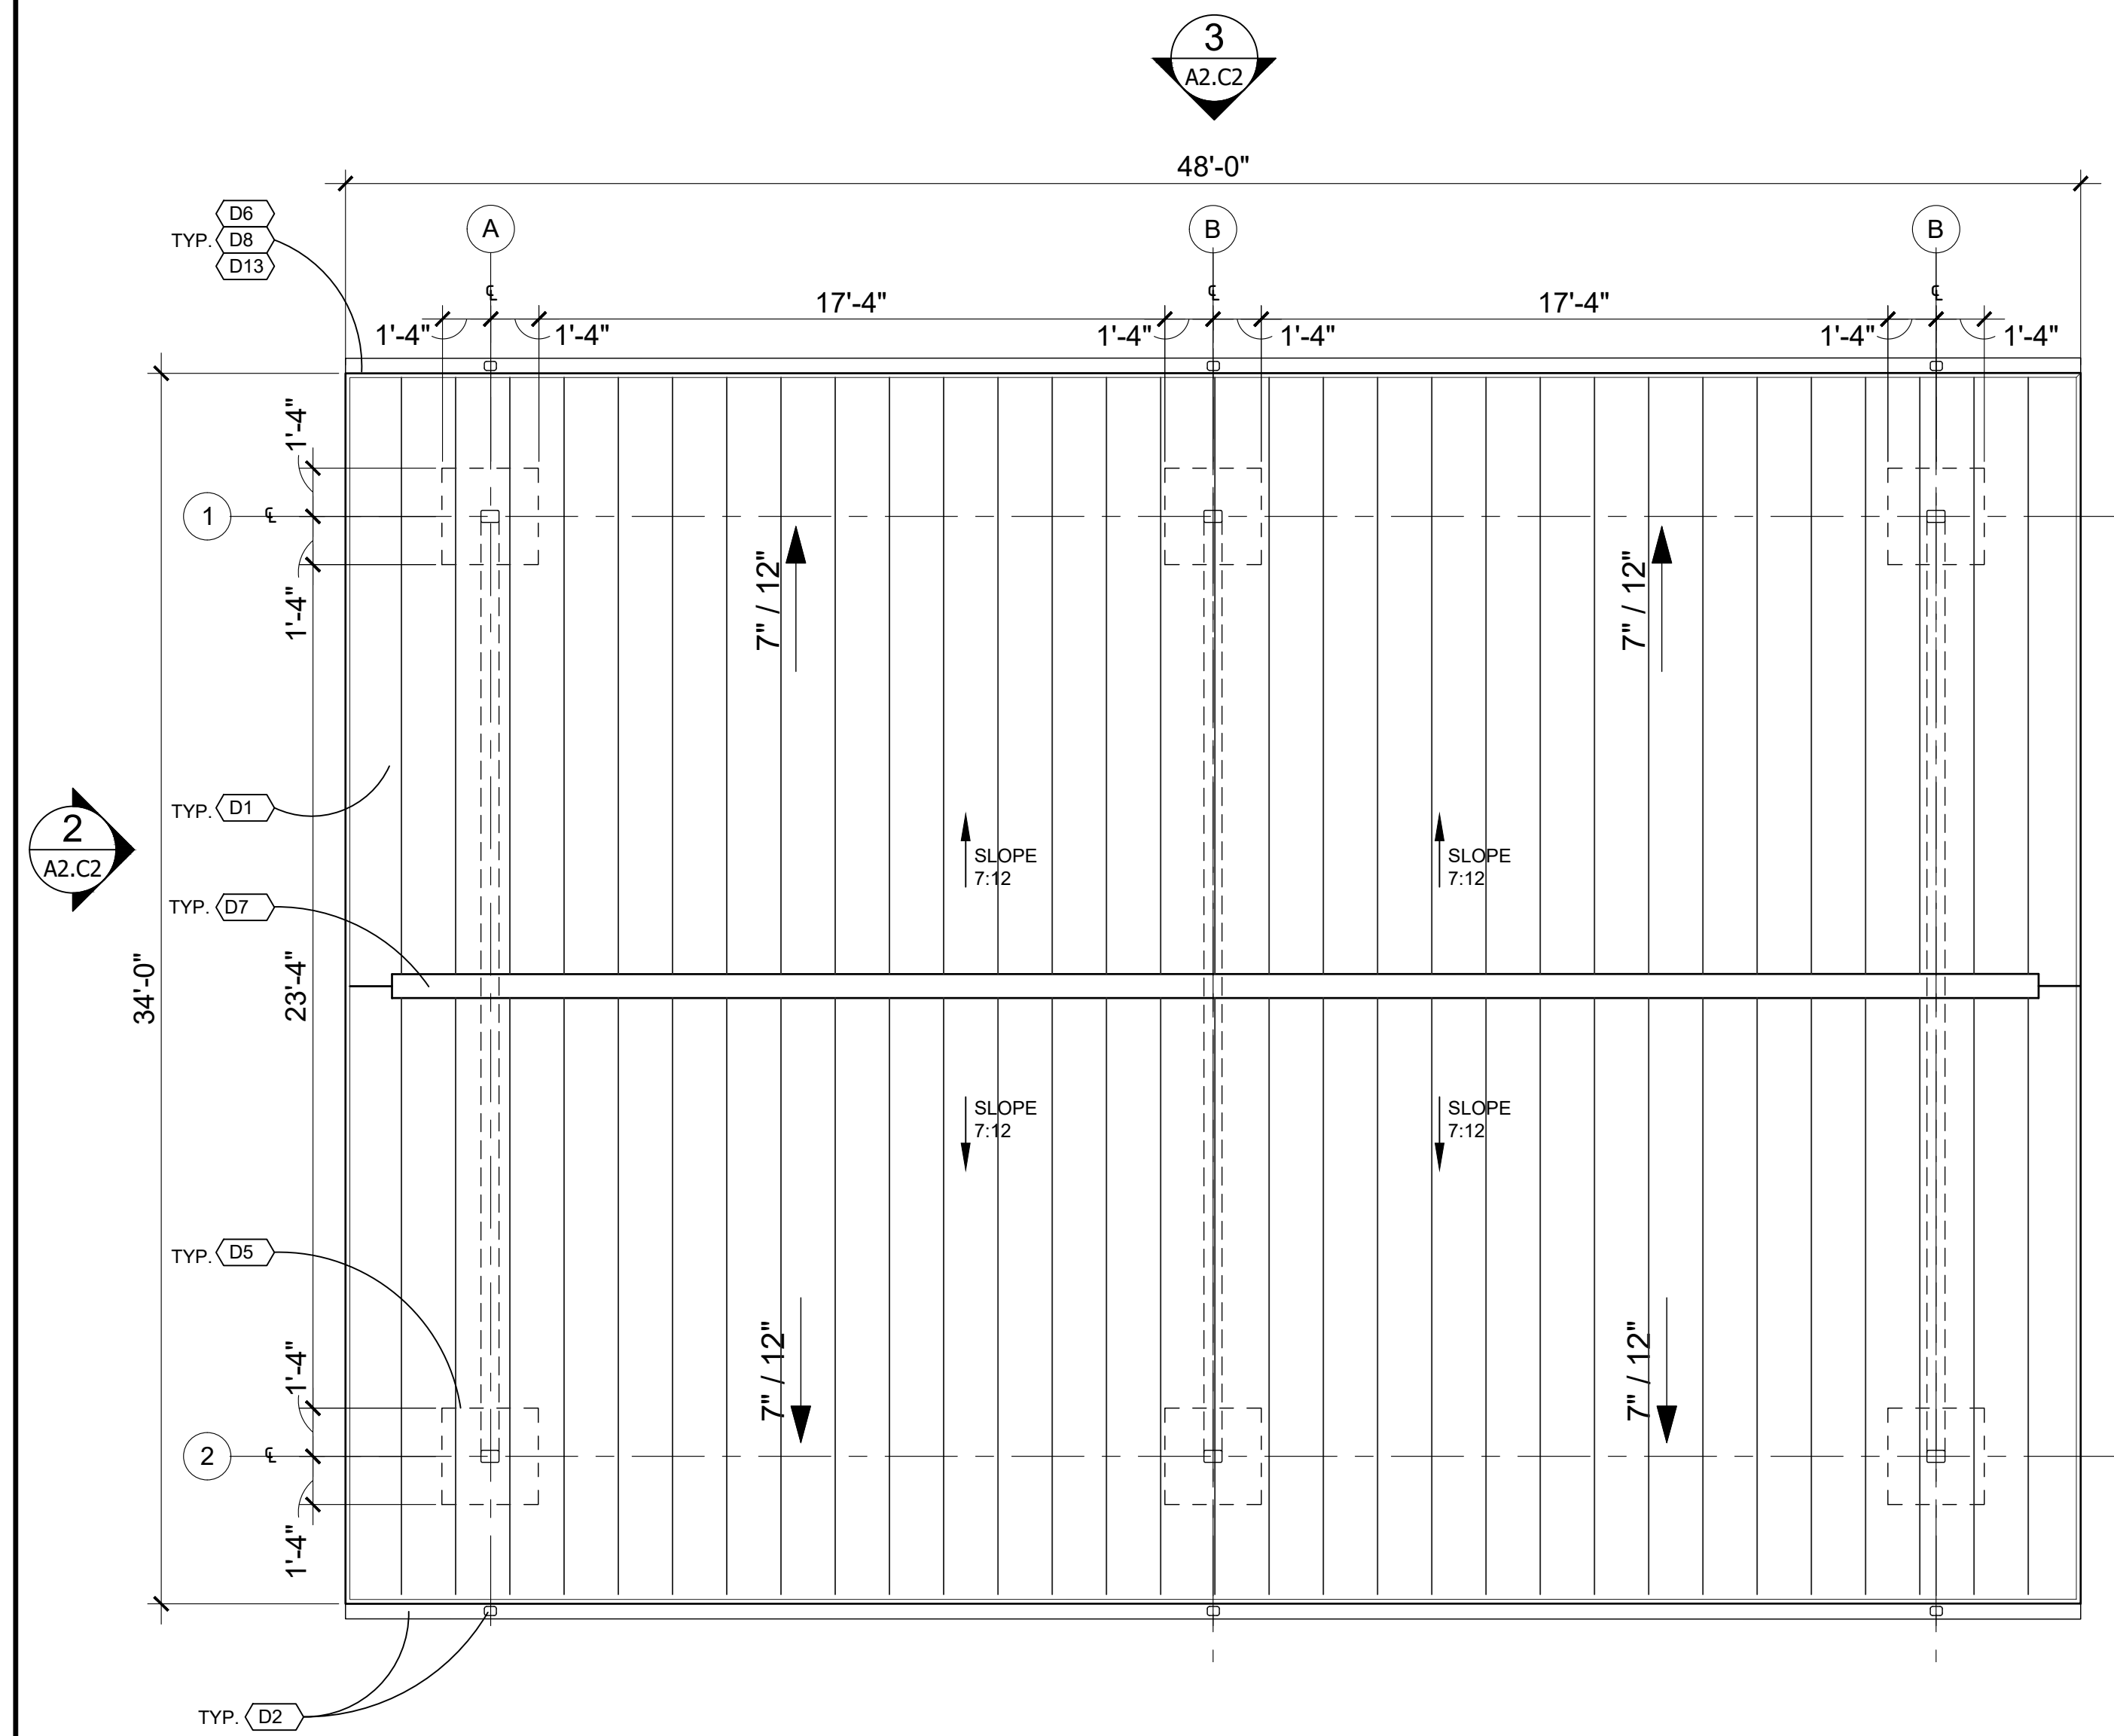 3
A2.C2
48'-0"
D6
TYP. D8
D13
A
B
B
℄
℄
℄
17'-4"
17'-4"
1'-4"
1'-4"
1'-4"
1'-4"
1'-4"
1'-4"
1'-4"
1
℄
1'-4"
7" / 12"
7" / 12"
TYP. D1
2
A2.C2
SLOPE
7:12
SLOPE
7:12
TYP. D7
34'-0"
23'-4"
SLOPE
7:12
SLOPE
7:12
TYP. D5
1'-4"
7" / 12"
7" / 12"
2
℄
1'-4"
TYP. D2